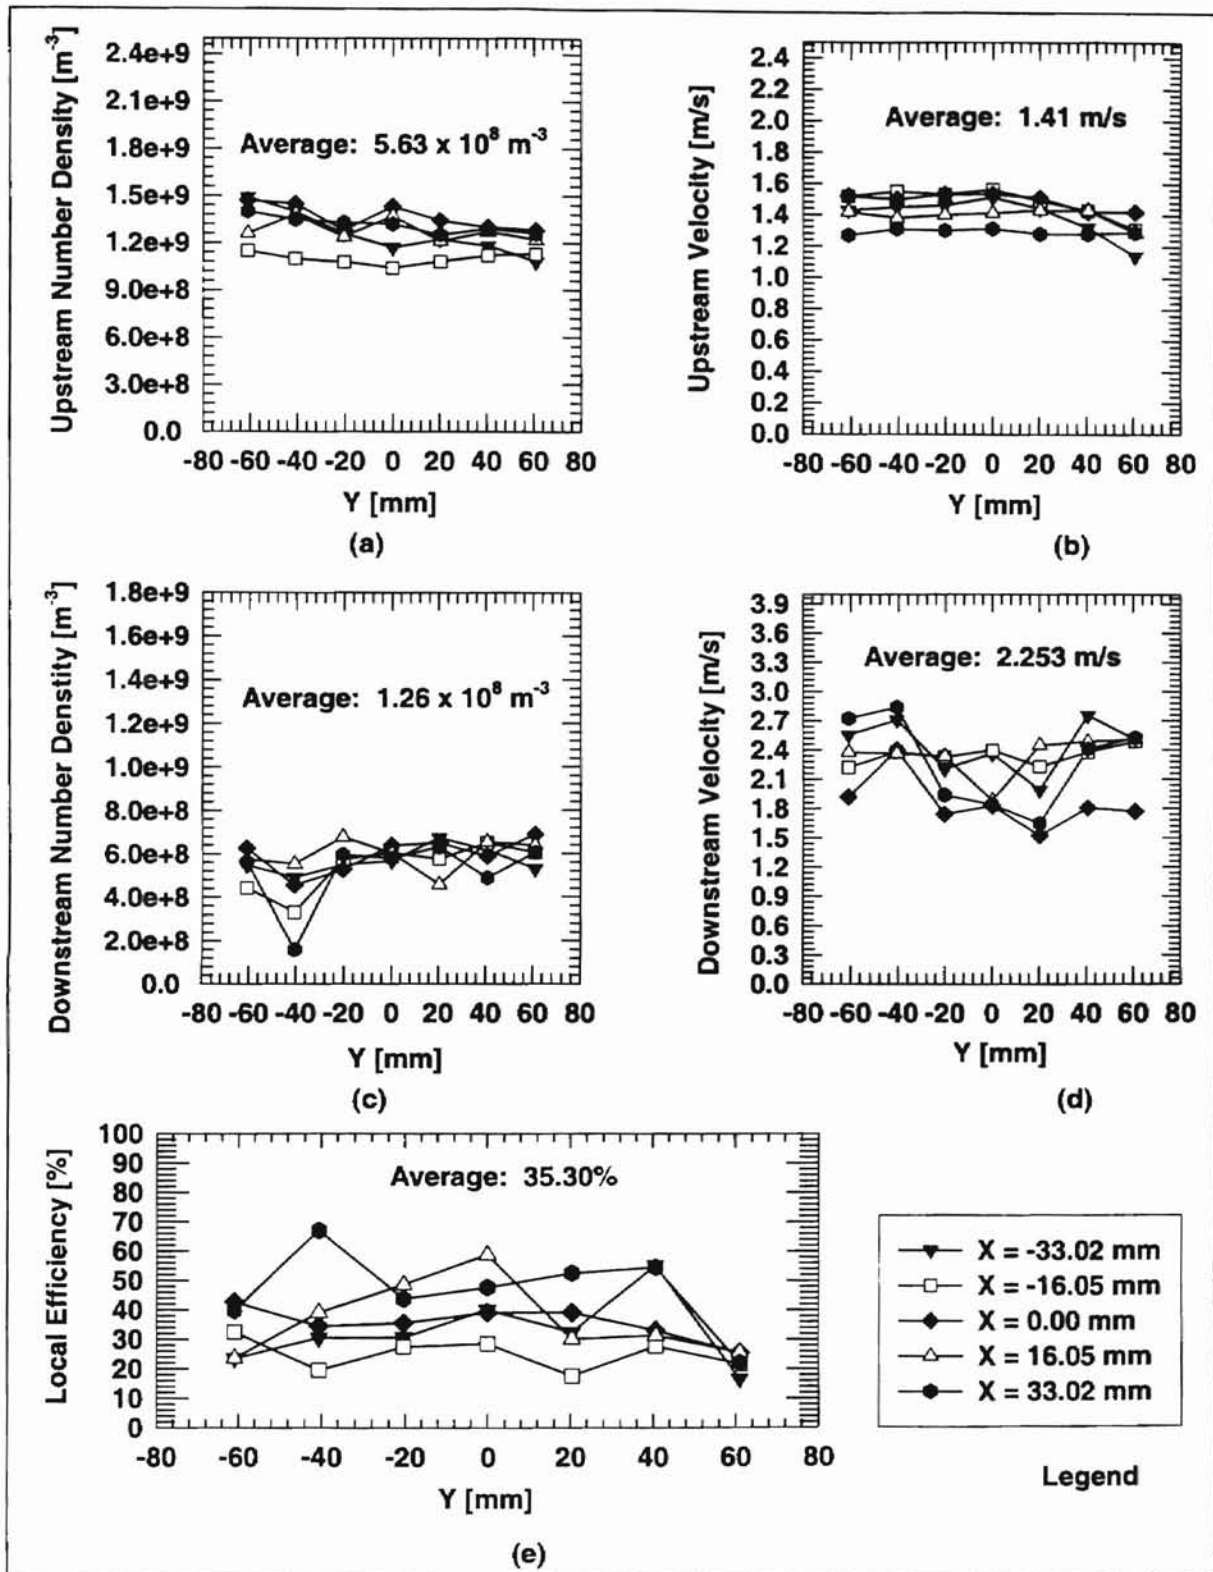 Upstream Number Density [m-3]
2.4e+9
2.1e+9
1.8e+9
1.5e+9
1.2e+9
9.0e+8
6.0e+8
3.0e+8
0.0
Average: 5.63 x 10^8 m-3
-80 -60 -40 -20 0 20 40 60 80
Y [mm]
(a)
Upstream Velocity [m/s]
2.4
2.2
2.0
1.8
1.6
1.4
1.2
1.0
0.8
0.6
0.4
0.2
0.0
Average: 1.41 m/s
-80 -60 -40 -20 0 20 40 60 80
Y [mm]
(b)
Downstream Number Denstity [m-3]
1.8e+9
1.6e+9
1.4e+9
1.2e+9
1.0e+9
8.0e+8
6.0e+8
4.0e+8
2.0e+8
0.0
Average: 1.26 x 10^8 m-3
-80 -60 -40 -20 0 20 40 60 80
Y [mm]
(c)
Downstream Velocity [m/s]
3.9
3.6
3.3
3.0
2.7
2.4
2.1
1.8
1.5
1.2
0.9
0.6
0.3
0.0
Average: 2.253 m/s
-80 -60 -40 -20 0 20 40 60 80
Y [mm]
(d)
Local Efficiency [%]
100
90
80
70
60
50
40
30
20
10
0
Average: 35.30%
-80 -60 -40 -20 0 20 40 60 80
Y [mm]
(e)
X = -33.02 mm
X = -16.05 mm
X = 0.00 mm
X = 16.05 mm
X = 33.02 mm
Legend